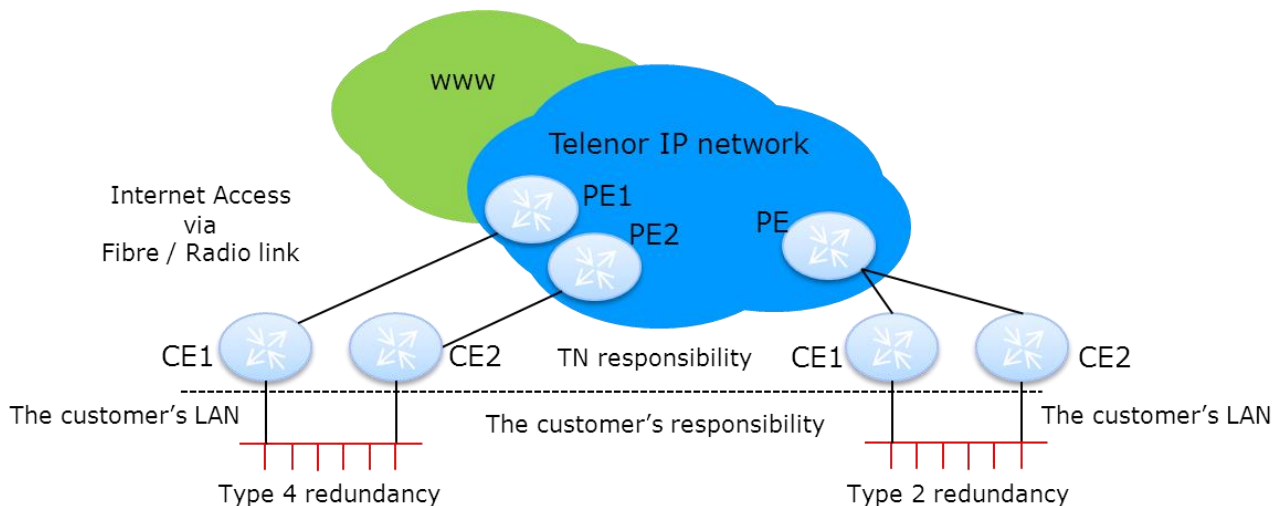 www
Telenor IP network
Internet Access
via
Fibre / Radio link
PE1
PE2
PE
CE1
CE2
TN responsibility
CE1
CE2
The customer’s LAN
The customer’s responsibility
The customer’s LAN
Type 4 redundancy
Type 2 redundancy